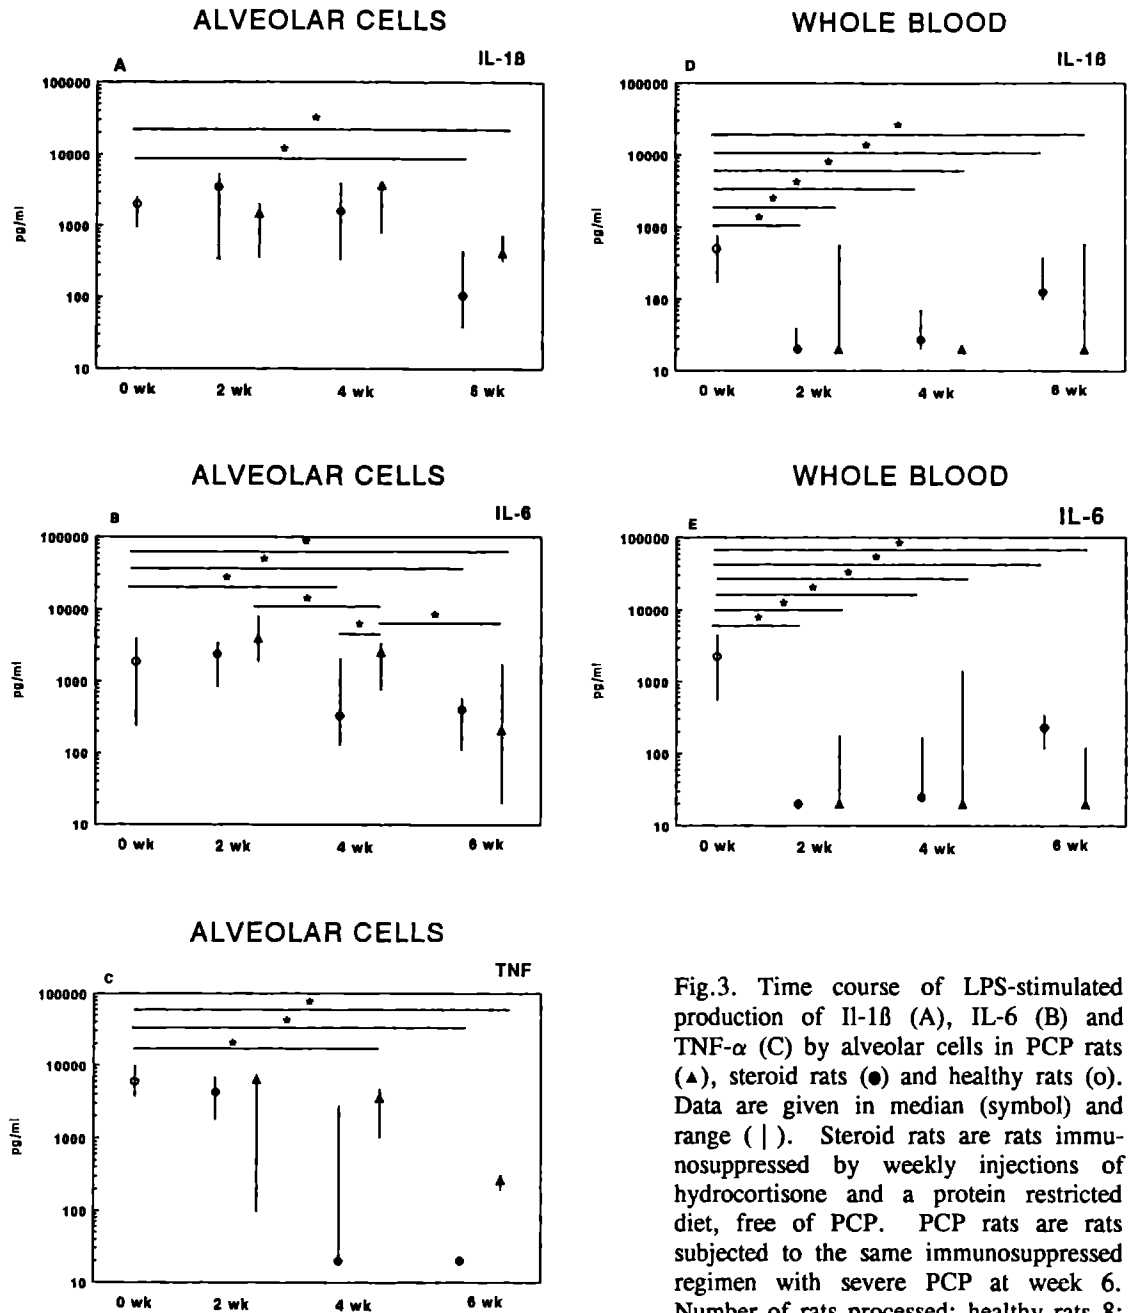 ALVEOLAR CELLS
A
IL-1ß
100000
10000
1000
100
10
pg/ml
0 wk 2 wk 4 wk 6 wk
WHOLE BLOOD
D
IL-1ß
100000
10000
1000
100
10
pg/ml
0 wk 2 wk 4 wk 6 wk
ALVEOLAR CELLS
B
IL-6
100000
10000
1000
100
10
pg/ml
0 wk 2 wk 4 wk 6 wk
WHOLE BLOOD
E
IL-6
100000
10000
1000
100
10
pg/ml
0 wk 2 wk 4 wk 6 wk
ALVEOLAR CELLS
C
TNF
100000
10000
1000
100
10
pg/ml
0 wk 2 wk 4 wk 6 wk
Fig.3. Time course of LPS-stimulated
production of Il-1ß (A), IL-6 (B) and
TNF-α (C) by alveolar cells in PCP rats
(▲), steroid rats (●) and healthy rats (o).
Data are given in median (symbol) and
range ( | ). Steroid rats are rats immu-
nosuppressed by weekly injections of
hydrocortisone and a protein restricted
diet, free of PCP. PCP rats are rats
subjected to the same immunosuppressed
regimen with severe PCP at week 6.
Number of rats processed: healthy rats 8;